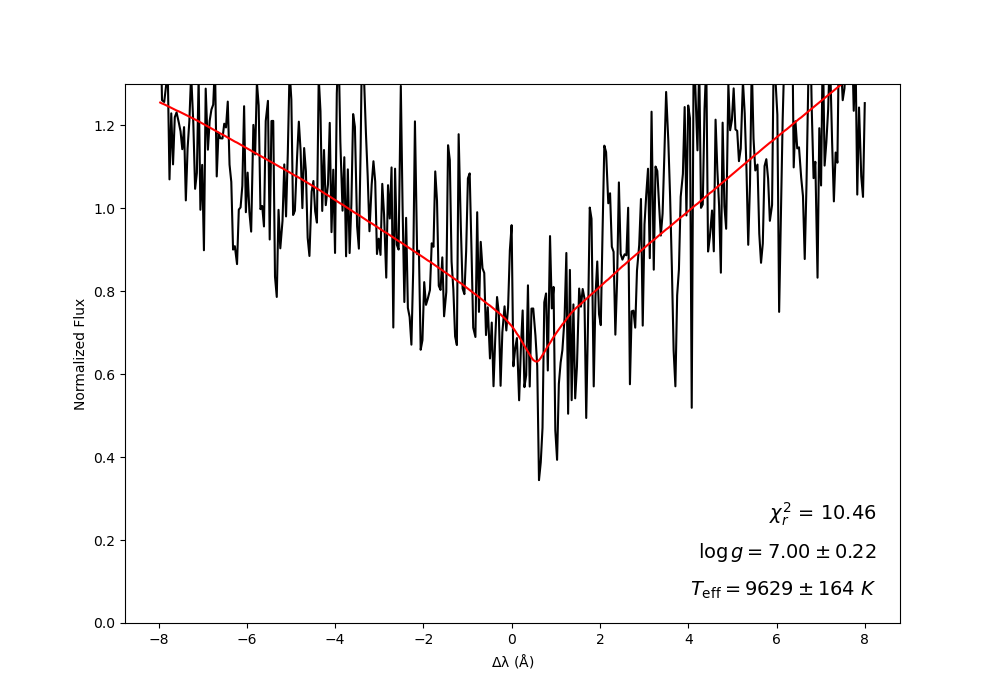 1.2
1.0
0.8
0.6
0.4
0.2
0.0
Normalized Flux
χ²ᵣ = 10.46
log g = 7.00 ± 0.22
T_eff = 9629 ± 164 K
−8 −6 −4 −2 0 2 4 6 8
Δλ (Å)